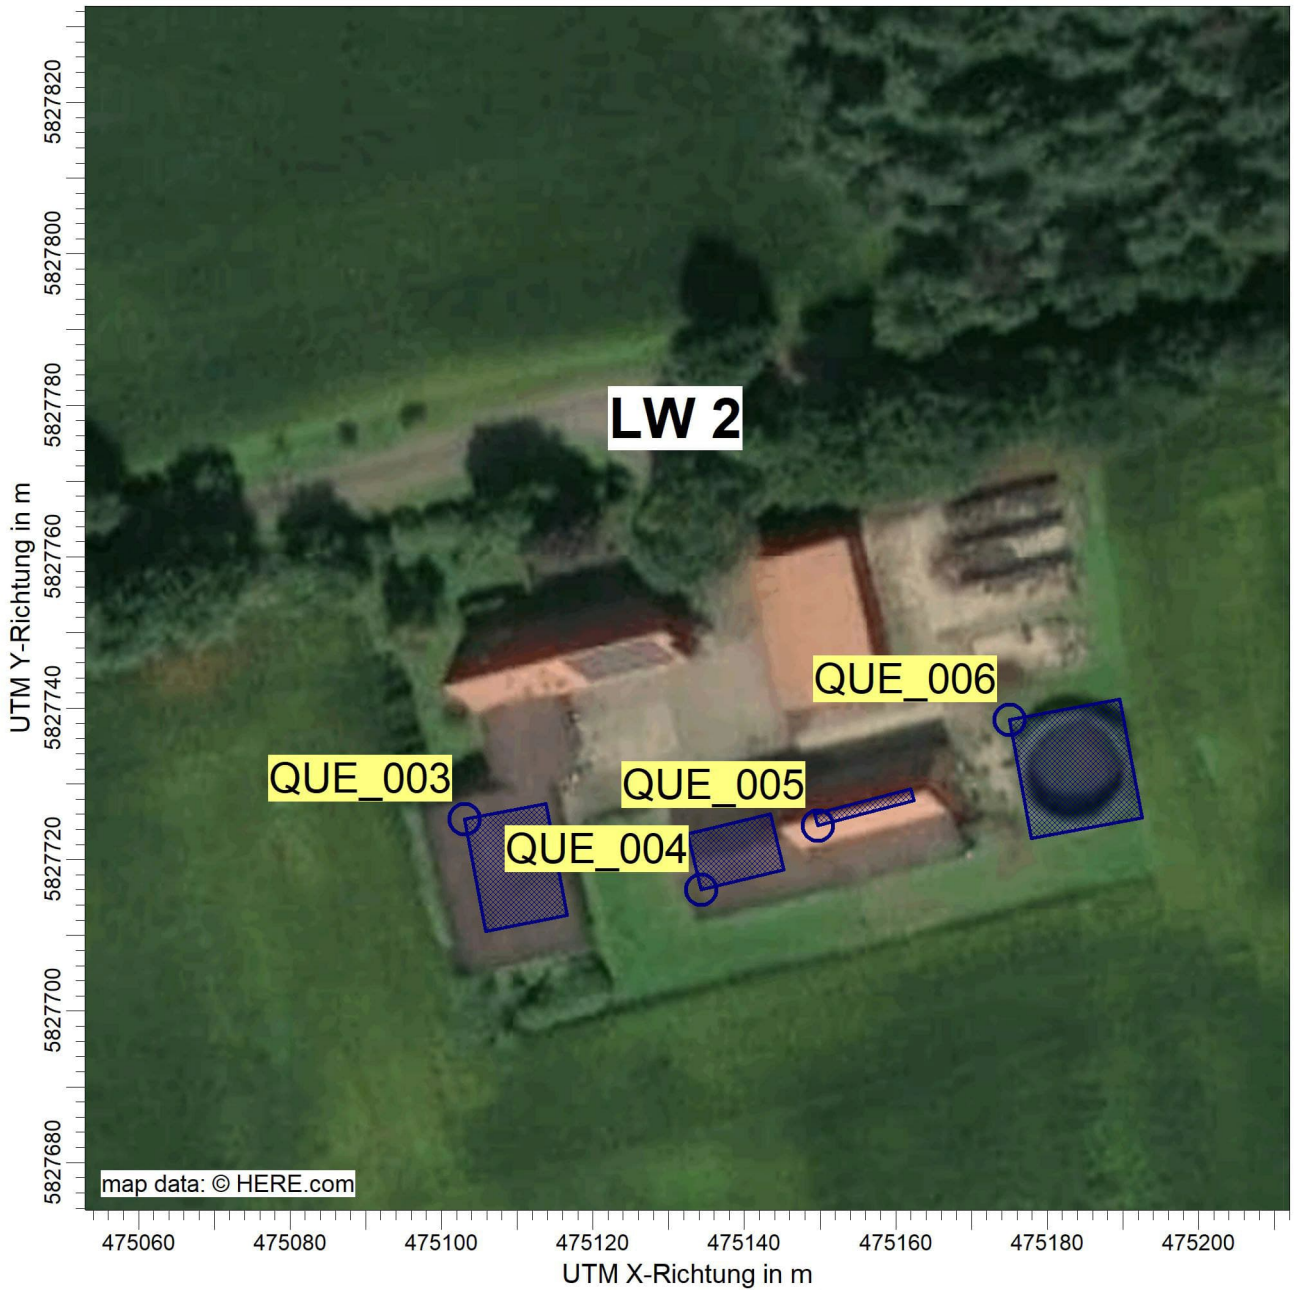 5827820
5827800
5827780
LW 2
5827760
UTM Y-Richtung in m
QUE_006
5827740
QUE_003
QUE_005
QUE_004
5827720
5827700
5827680
map data: © HERE.com
475060 475080 475100 475120 475140 475160 475180 475200
UTM X-Richtung in m